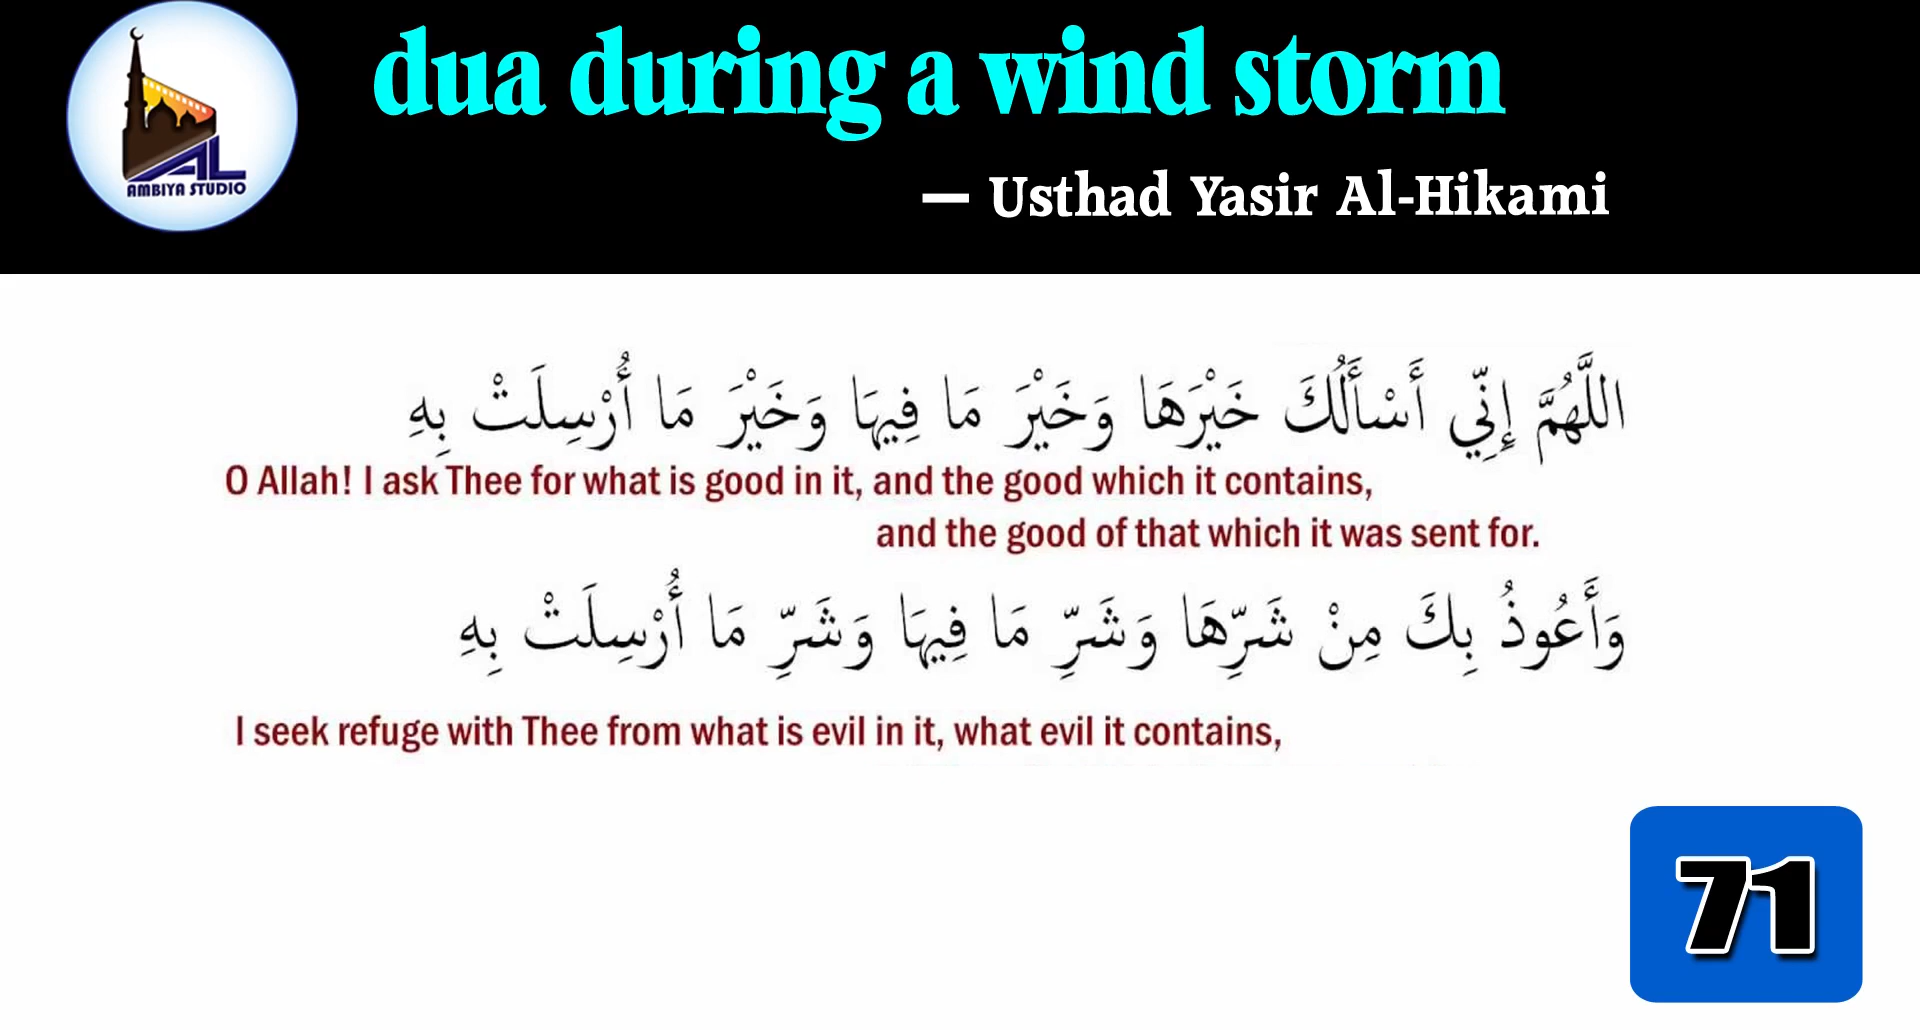 AL
AMBIYA STUDIO
dua during a wind storm
— Usthad Yasir Al-Hikami
اللَّهُمَّ إِنِّي أَسْأَلُكَ خَيْرَهَا وَخَيْرَ مَا فِيهَا وَخَيْرَ مَا أُرْسِلَتْ بِهِ
O Allah! I ask Thee for what is good in it, and the good which it contains,
and the good of that which it was sent for.
وَأَعُوذُ بِكَ مِنْ شَرِّهَا وَشَرِّ مَا فِيهَا وَشَرِّ مَا أُرْسِلَتْ بِهِ
I seek refuge with Thee from what is evil in it, what evil it contains,
71